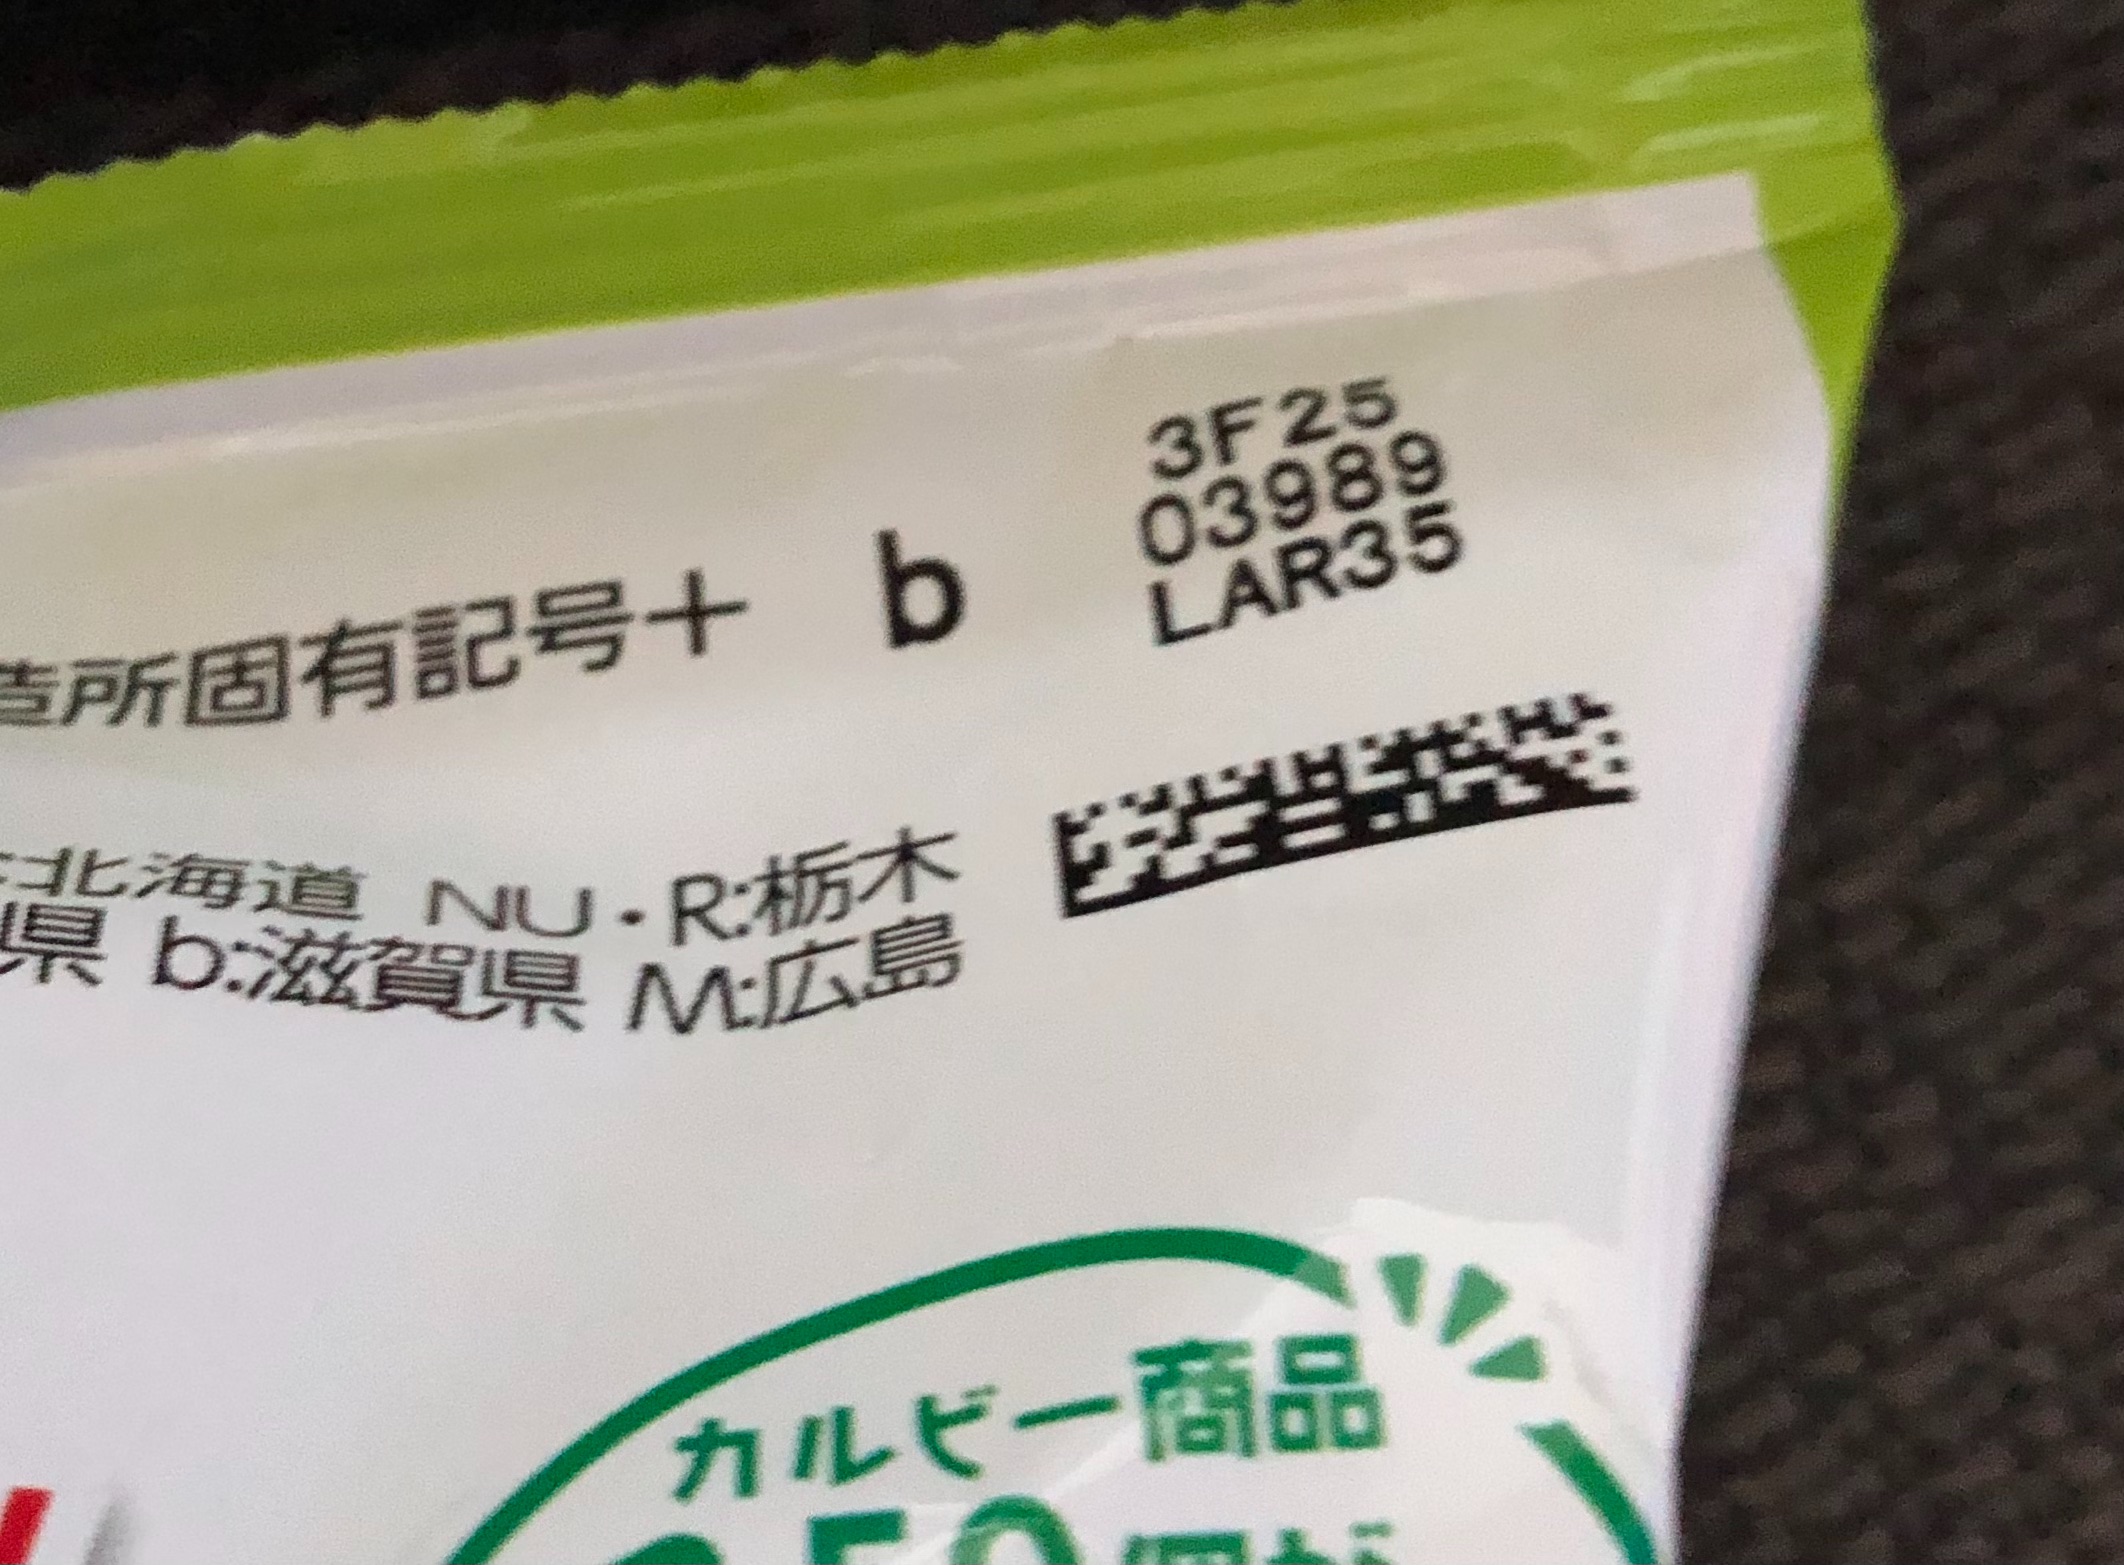 3F25
03989
LAR35
造所固有記号+ b
北海道 NU・R:栃木
県 b:滋賀県 M:広島
カルビー商品